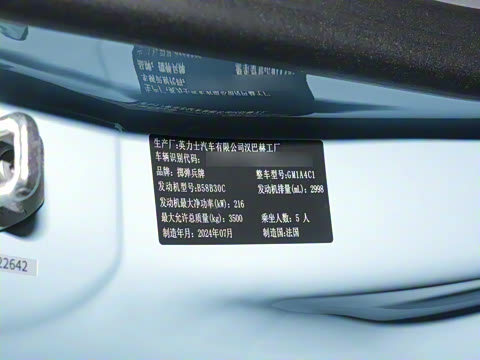 生产厂:英力士汽车有限公司汉巴赫工厂
车辆识别代码:
品牌: 掷弹兵牌 整车型号:GM1A4C1
发动机型号:B58B30C 发动机排量(mL): 2998
发动机最大净功率(kW): 216
最大允许总质量(kg): 3500 乘坐人数: 5 人
制造年月: 2024年07月 制造国:法国
22642